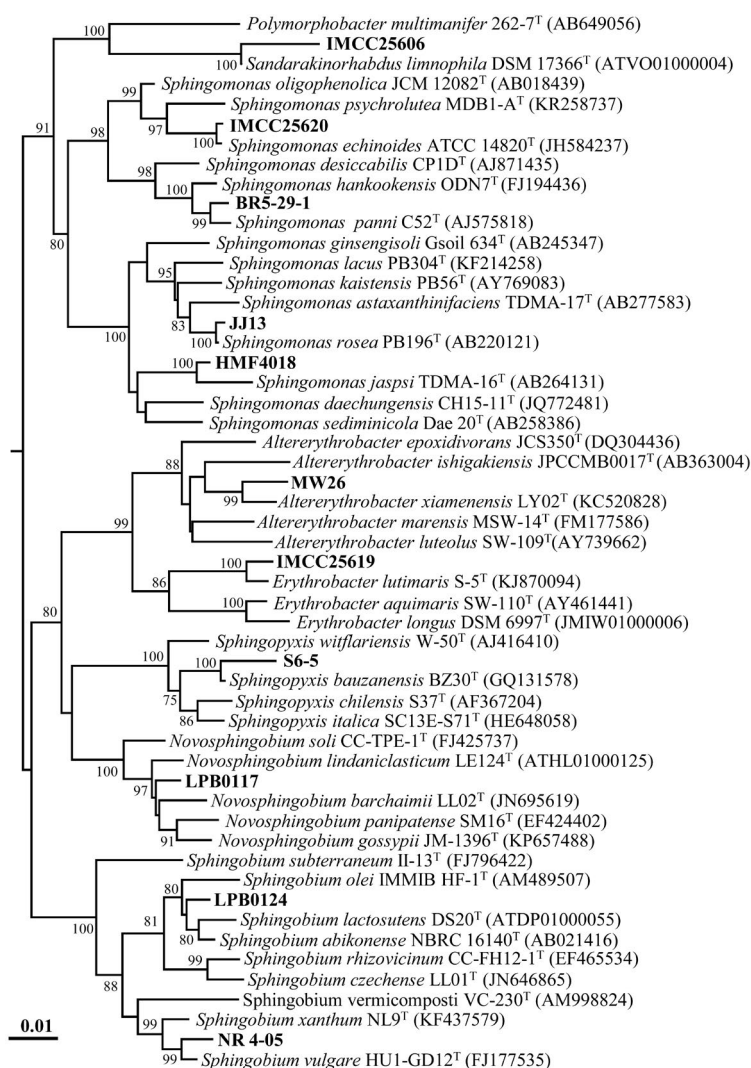 Polymorphobacter multimanifer 262-7T (AB649056)
100
IMCC25606
100
Sandarakinorhabdus limnophila DSM 17366T (ATVO01000004)
Sphingomonas oligophenolica JCM 12082T (AB018439)
99
Sphingomonas psychrolutea MDB1-AT (KR258737)
91
98
97
IMCC25620
100
Sphingomonas echinoides ATCC 14820T (JH584237)
Sphingomonas desiccabilis CP1DT (AJ871435)
98
Sphingomonas hankookensis ODN7T (FJ194436)
100
BR5-29-1
99
Sphingomonas panni C52T (AJ575818)
80
Sphingomonas ginsengisoli Gsoil 634T (AB245347)
Sphingomonas lacus PB304T (KF214258)
95
Sphingomonas kaistensis PB56T (AY769083)
Sphingomonas astaxanthinifaciens TDMA-17T (AB277583)
83
JJ13
100
100
Sphingomonas rosea PB196T (AB220121)
100
HMF4018
Sphingomonas jaspsi TDMA-16T (AB264131)
Sphingomonas daechungensis CH15-11T (JQ772481)
Sphingomonas sediminicola Dae 20T (AB258386)
Altererythrobacter epoxidivorans JCS350T (DQ304436)
88
Altererythrobacter ishigakiensis JPCCMB0017T(AB363004)
MW26
99
Altererythrobacter xiamenensis LY02T (KC520828)
99
Altererythrobacter marensis MSW-14T (FM177586)
Altererythrobacter luteolus SW-109T(AY739662)
100
IMCC25619
86
Erythrobacter lutimaris S-5T (KJ870094)
100
Erythrobacter aquimaris SW-110T (AY461441)
80
Erythrobacter longus DSM 6997T (JMIW01000006)
Sphingopyxis witflariensis W-50T (AJ416410)
100
100
S6-5
Sphingopyxis bauzanensis BZ30T (GQ131578)
75
Sphingopyxis chilensis S37T (AF367204)
86
Sphingopyxis italica SC13E-S71T (HE648058)
Novosphingobium soli CC-TPE-1T (FJ425737)
100
Novosphingobium lindaniclasticum LE124T (ATHL01000125)
97
LPB0117
Novosphingobium barchaimii LL02T (JN695619)
Novosphingobium panipatense SM16T (EF424402)
91
Novosphingobium gossypii JM-1396T (KP657488)
Sphingobium subterraneum II-13T (FJ796422)
Sphingobium olei IMMIB HF-1T (AM489507)
80
LPB0124
100
81
Sphingobium lactosutens DS20T (ATDP01000055)
80
Sphingobium abikonense NBRC 16140T (AB021416)
99
Sphingobium rhizovicinum CC-FH12-1T (EF465534)
88
Sphingobium czechense LL01T (JN646865)
Sphingobium vermicomposti VC-230T (AM998824)
Sphingobium xanthum NL9T (KF437579)
0.01
99
NR 4-05
99
Sphingobium vulgare HU1-GD12T (FJ177535)